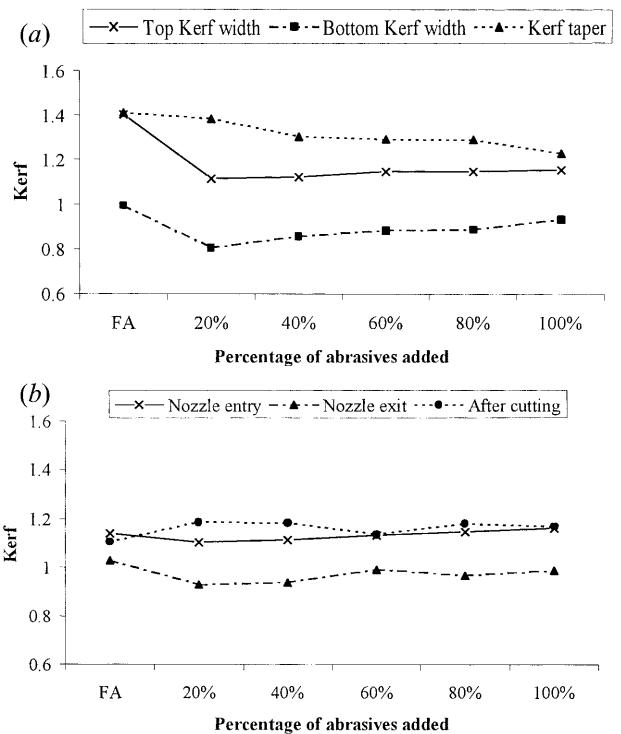 (a)
Top Kerf width Bottom Kerf width Kerf taper
1.6
1.4
1.2
1
0.8
0.6
Kerf
FA 20% 40% 60% 80% 100%
Percentage of abrasives added
(b)
Nozzle entry Nozzle exit After cutting
1.6
1.4
1.2
1
0.8
0.6
Kerf
FA 20% 40% 60% 80% 100%
Percentage of abrasives added